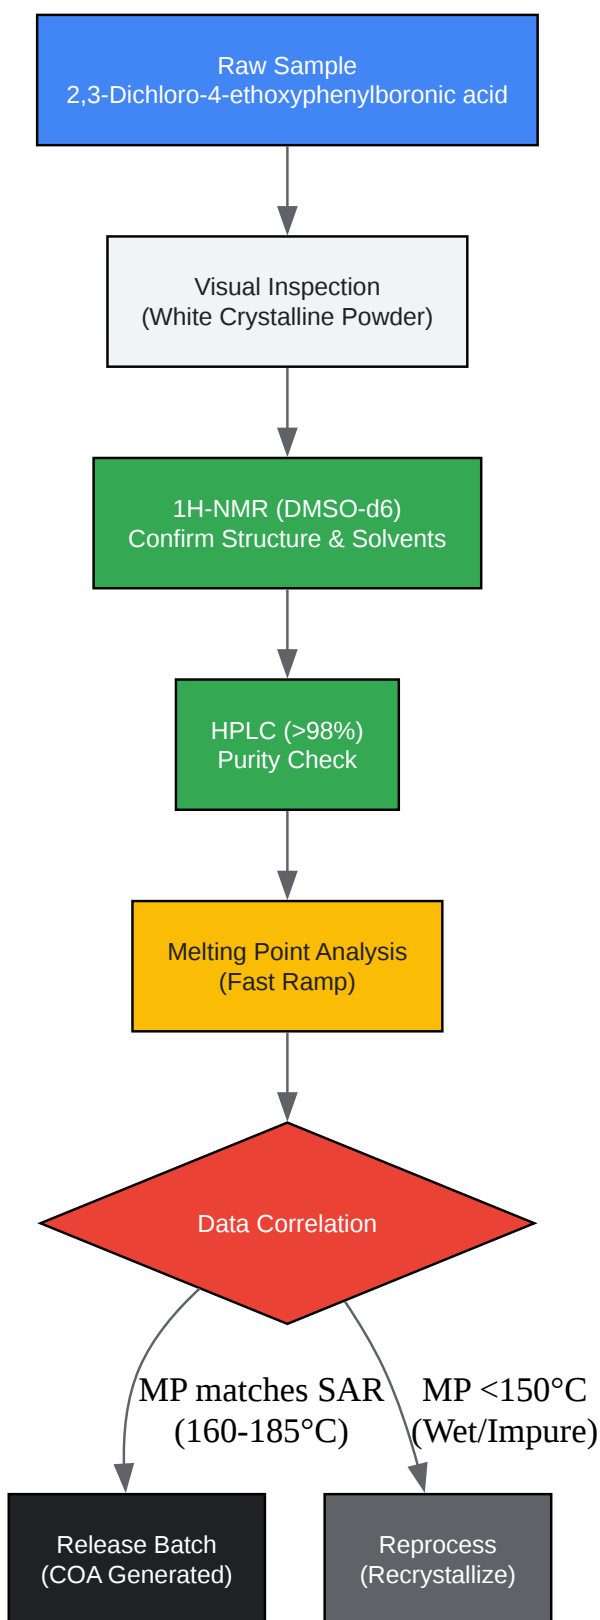 Raw Sample
2,3-Dichloro-4-ethoxyphenylboronic acid
Visual Inspection
(White Crystalline Powder)
1H-NMR (DMSO-d6)
Confirm Structure & Solvents
HPLC (>98%)
Purity Check
Melting Point Analysis
(Fast Ramp)
Data Correlation
MP matches SAR
(160-185°C)
MP <150°C
(Wet/Impure)
Release Batch
(COA Generated)
Reprocess
(Recrystallize)